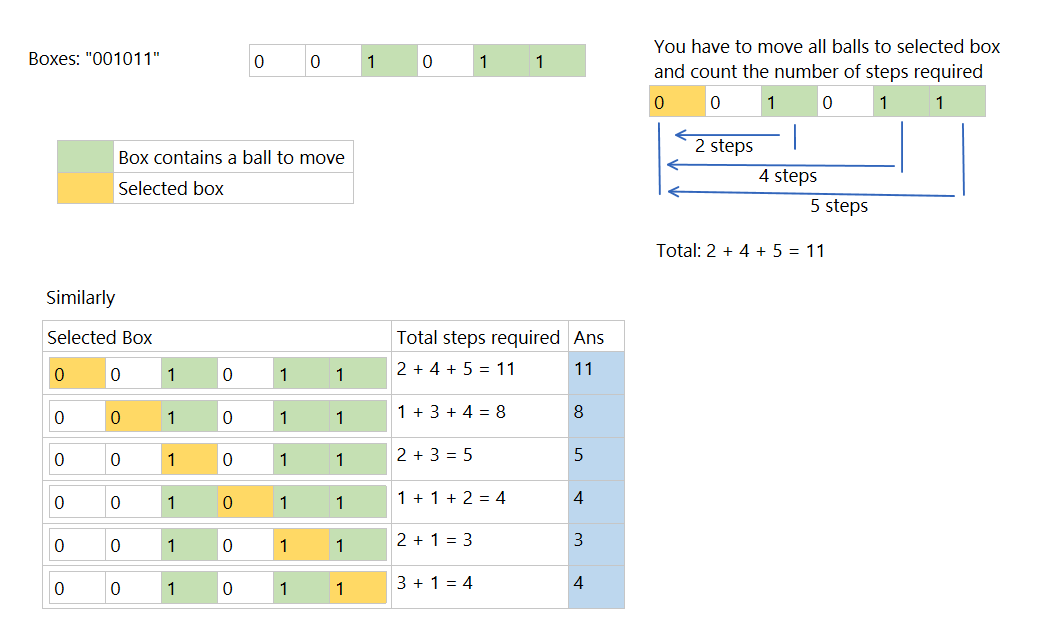 Boxes: "001011"
0 0 1 0 1 1
You have to move all balls to selected box
and count the number of steps required
0 0 1 0 1 1
2 steps
4 steps
5 steps
Total: 2 + 4 + 5 = 11
Box contains a ball to move
Selected box
Similarly
Selected Box Total steps required Ans
0 0 1 0 1 1 2 + 4 + 5 = 11 11
0 0 1 0 1 1 1 + 3 + 4 = 8 8
0 0 1 0 1 1 2 + 3 = 5 5
0 0 1 0 1 1 1 + 1 + 2 = 4 4
0 0 1 0 1 1 2 + 1 = 3 3
0 0 1 0 1 1 3 + 1 = 4 4